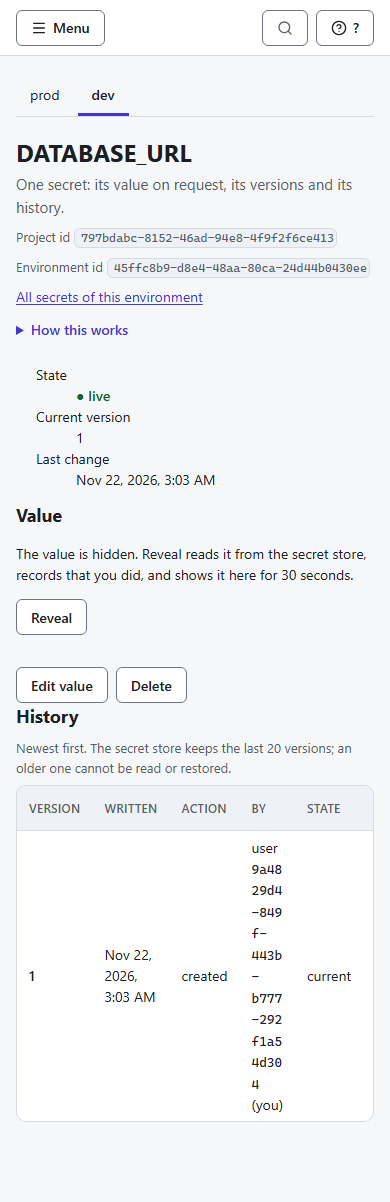 Menu
?
prod dev
DATABASE_URL
One secret: its value on request, its versions and its
history.
Project id 797bdabc-8152-46ad-94e8-4f9f2f6ce413
Environment id 45ffc8b9-d8e4-48aa-80ca-24d44b0430ee
All secrets of this environment
How this works
State
live
Current version
1
Last change
Nov 22, 2026, 3:03 AM
Value
The value is hidden. Reveal reads it from the secret store,
records that you did, and shows it here for 30 seconds.
Reveal
Edit value Delete
History
Newest first. The secret store keeps the last 20 versions; an
older one cannot be read or restored.
VERSION WRITTEN ACTION BY STATE
1
Nov 22,
2026,
3:03 AM
created
user
9a48
29d4
-849
f-
443b
-
b777
-292
f1a5
4d30
4
(you)
current